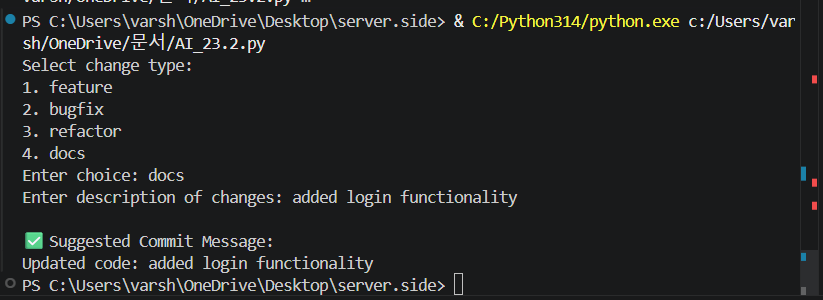 PS C:\Users\varsh\OneDrive\Desktop\server.side> & C:/Python314/python.exe c:/Users/var
sh/OneDrive/문서/AI_23.2.py
Select change type:
1. feature
2. bugfix
3. refactor
4. docs
Enter choice: docs
Enter description of changes: added login functionality
✅ Suggested Commit Message:
Updated code: added login functionality
PS C:\Users\varsh\OneDrive\Desktop\server.side>